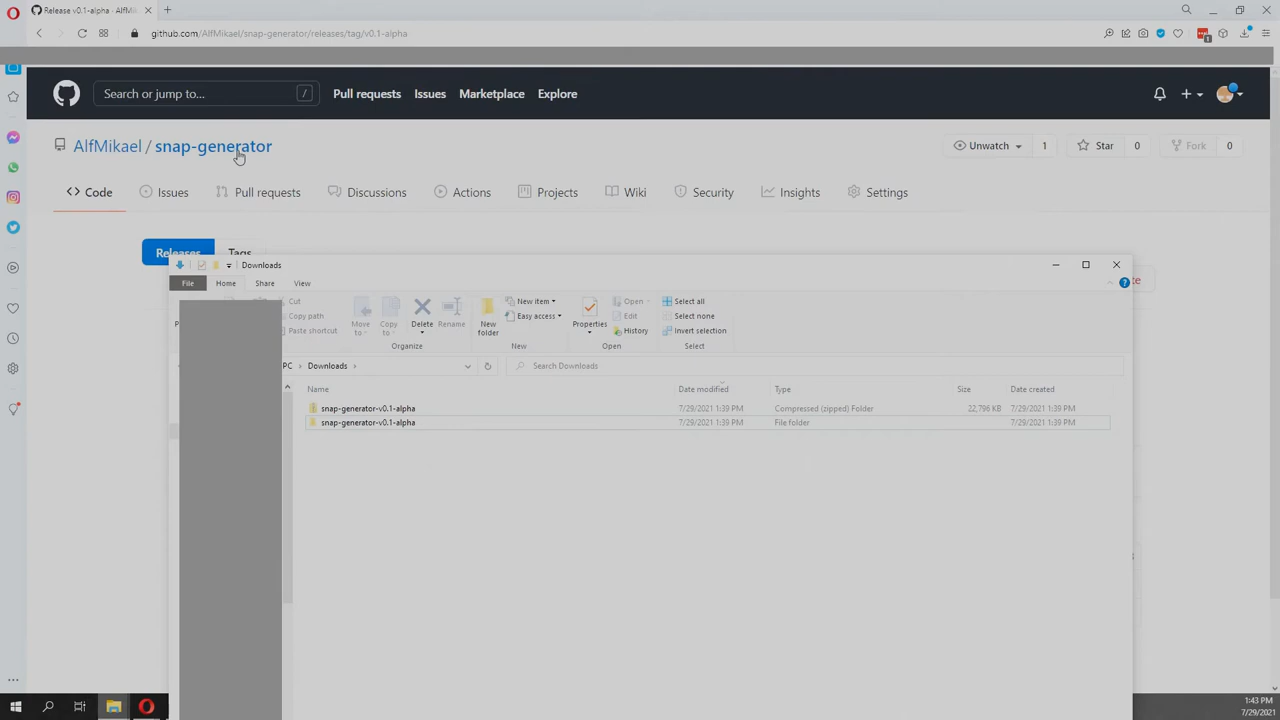 Release v0.1-alpha · AlfMi
github.com/AlfMikael/snap-generator/releases/tag/v0.1-alpha
1
Search or jump to...
/
Pull requests
Issues
Marketplace
Explore
AlfMikael / snap-generator
Unwatch
1
Star
0
Fork
0
Code
Issues
Pull requests
Discussions
Actions
Projects
Wiki
Security
Insights
Settings
Releases
Tags
Downloads
File
Home
Share
View
Cut
Copy path
Paste shortcut
Move to
Copy to
Delete
Rename
Organize
New folder
New item
Easy access
New
Properties
Open
Edit
History
Open
Select all
Select none
Invert selection
Select
PC > Downloads >
Search Downloads
Name
Date modified
Type
Size
Date created
snap-generator-v0.1-alpha 7/29/2021 1:39 PM Compressed (zipped) Folder 22,796 KB 7/29/2021 1:39 PM
snap-generator-v0.1-alpha 7/29/2021 1:39 PM File folder 7/29/2021 1:39 PM
1:43 PM
7/29/2021